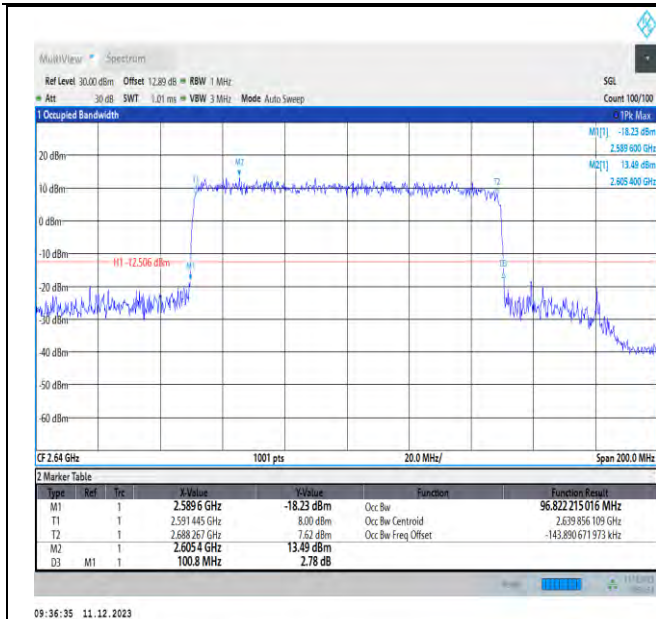 MultiView Spectrum
Ref Level 30.00 dBm Offset 12.89 dB RBW 1 MHz SGL
Att 30 dB SWT 1.01 ms VBW 3 MHz Mode Auto Sweep Count 100/100
1 Occupied Bandwidth 1Pk Max
M1[1] -18.23 dBm
2.589 600 GHz
M2[1] 13.49 dBm
2.605 400 GHz
20 dBm
M2
T2
10 dBm
0 dBm
-10 dBm
H1 -12.506 dBm
M1
D3
-20 dBm
-30 dBm
-40 dBm
-50 dBm
-60 dBm
CF 2.64 GHz 1001 pts 20.0 MHz/ Span 200.0 MHz
2 Marker Table
Type Ref Trc X-Value Y-Value Function Function Result
M1 1 2.589 6 GHz -18.23 dBm Occ Bw 96.822 215 016 MHz
T1 1 2.591 445 GHz 8.00 dBm Occ Bw Centroid 2.639 856 109 GHz
T2 1 2.688 267 GHz 7.62 dBm Occ Bw Freq Offset -143.890 671 973 kHz
M2 1 2.605 4 GHz 13.49 dBm
D3 M1 1 100.8 MHz 2.78 dB
09:36:35 11.12.2023